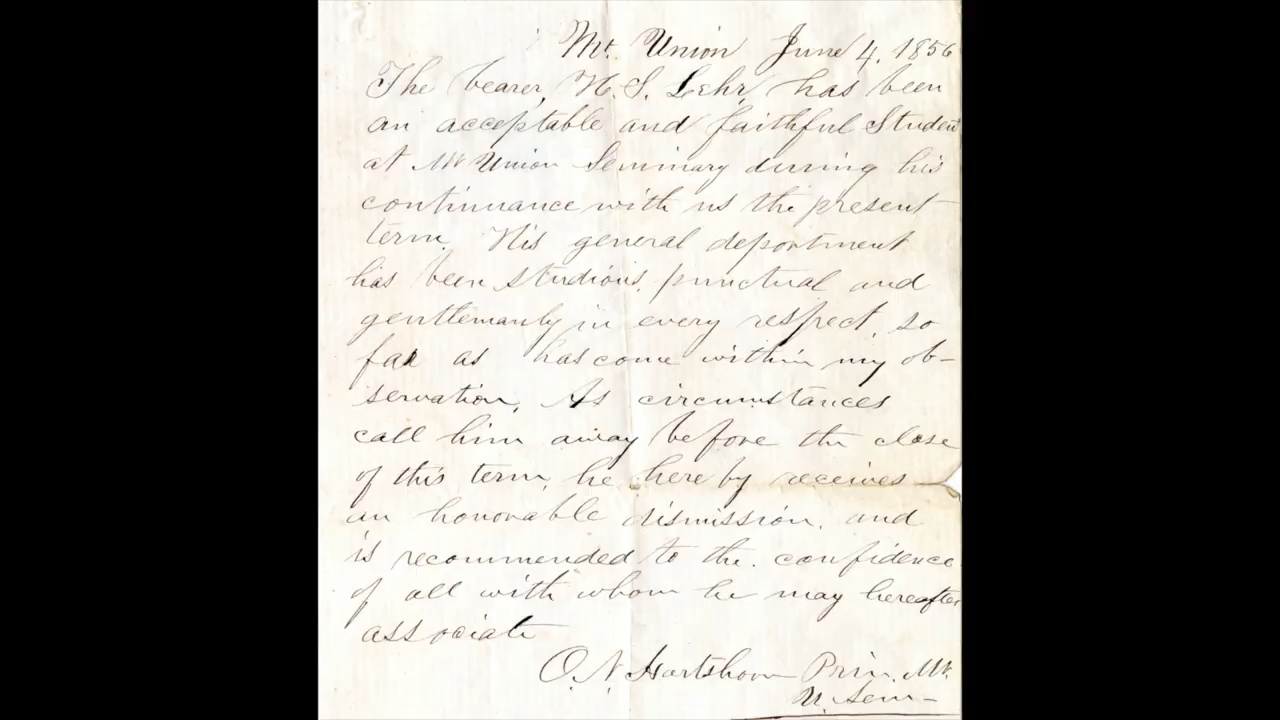 Mt. Union June 4, 1856
The bearer, H. S. Lehr, has been
an acceptable and faithful Student
at Mt Union Seminary during his
continuance with us the present
term. His general deportment
has been studious, punctual and
gentlemanly in every respect, so
far as has come within my ob-
servation. As circumstances
call him away before the close
of this term, he here by receives
an honorable dismission, and
is recommended to the confidence
of all with whom he may hereafter
associate
O. N. Hartshorn Prin. Mt.
U. Sem-